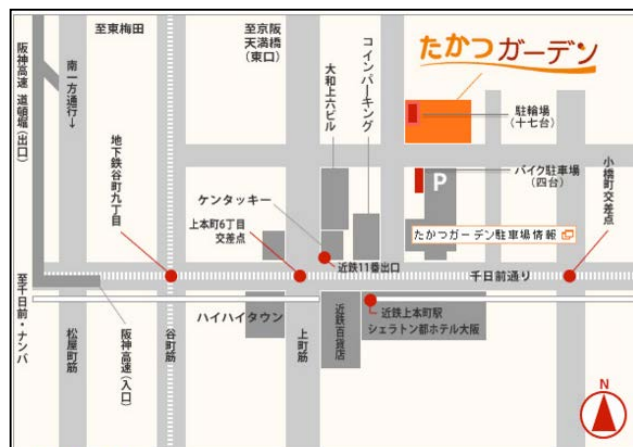 至東梅田
至京阪
天満橋
(東口)
コインパーキング
大和上六ビル
たかつガーデン
阪神高速 道頓堀(出口)
南一方通行→
駐輪場
(十七台)
地下鉄谷町九丁目
バイク駐車場
(四台)
P
小橋町交差点
ケンタッキー
上本町6丁目
交差点
たかつガーデン駐車場情報
近鉄11番出口
千日前通り
至千日前・ナンバ
松屋町筋
阪神高速(入口)
谷町筋
ハイハイタウン
上町筋
近鉄百貨店
近鉄上本町駅
シェラトン都ホテル大阪
N